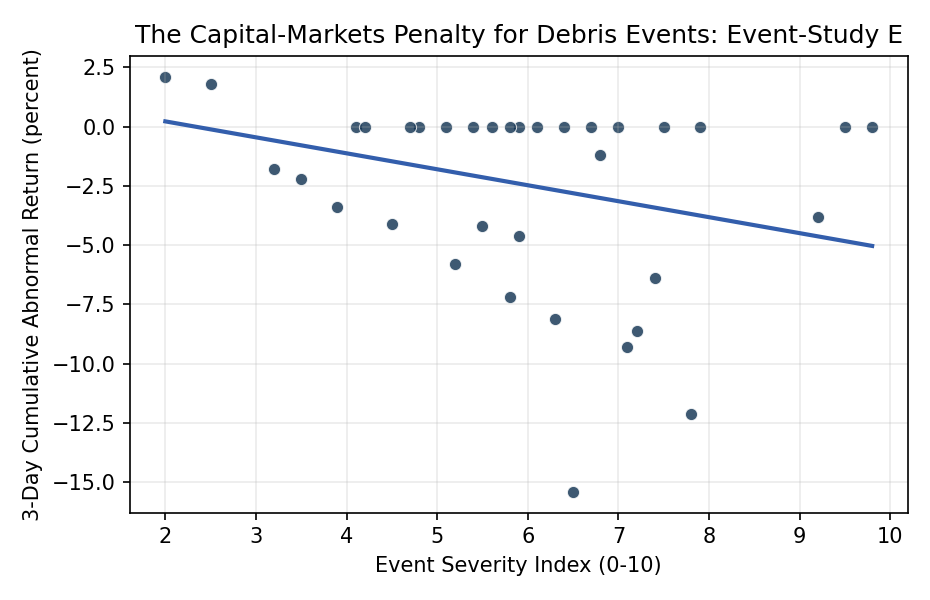 The Capital-Markets Penalty for Debris Events: Event-Study E
3-Day Cumulative Abnormal Return (percent)
2.5
0.0
−2.5
−5.0
−7.5
−10.0
−12.5
−15.0
2 3 4 5 6 7 8 9 10
Event Severity Index (0-10)